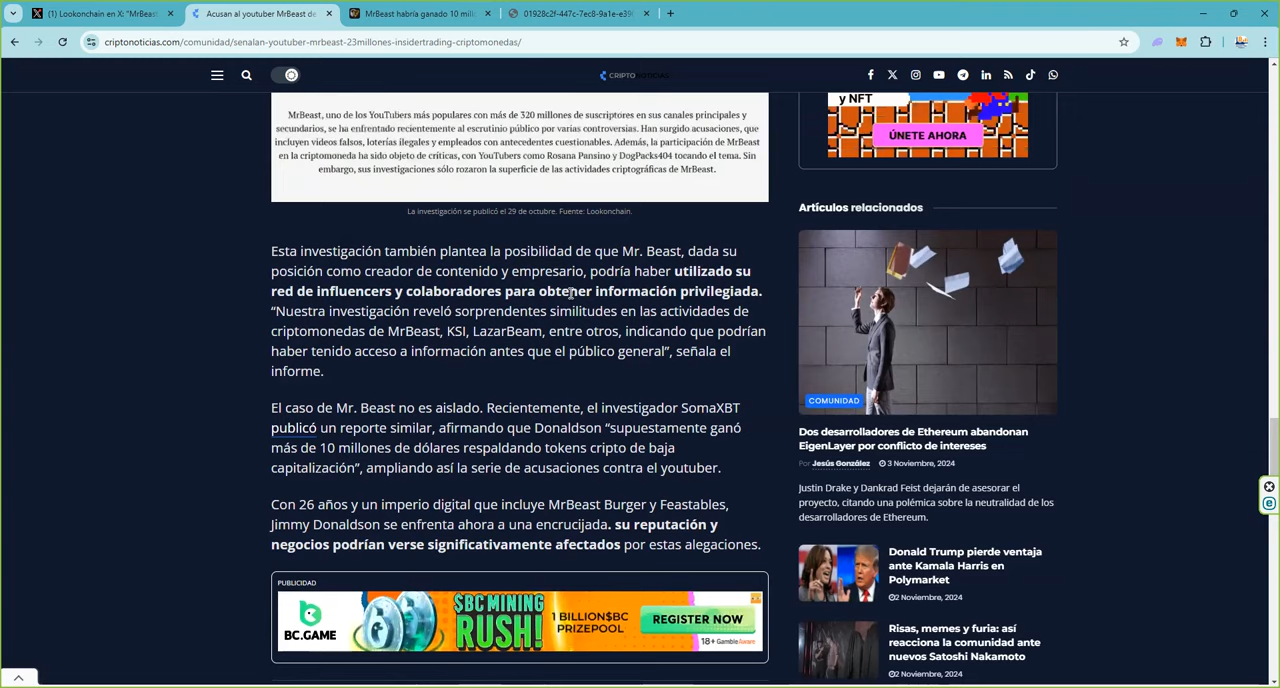 (1) Lookonchain en X: "MrBeast
Acusan al youtuber MrBeast de
MrBeast habría ganado 10 mill
01928c2f-447c-7ec8-9a1e-e39f
criptonoticias.com/comunidad/senalan-youtuber-mrbeast-23millones-insidertrading-criptomonedas/
CRIPTONOTICIAS
MrBeast, uno de los YouTubers más populares con más de 320 millones de suscriptores en sus canales principales y
secundarios, se ha enfrentado recientemente al escrutinio público por varias controversias. Han surgido acusaciones, que
incluyen videos falsos, loterías ilegales y empleados con antecedentes cuestionables. Además, la participación de MrBeast
en la criptomoneda ha sido objeto de críticas, con YouTubers como Rosana Pansino y DogPacks404 tocando el tema. Sin
embargo, sus investigaciones sólo rozaron la superficie de las actividades criptográficas de MrBeast.
La investigación se publicó el 29 de octubre. Fuente: Lookonchain.
Esta investigación también plantea la posibilidad de que Mr. Beast, dada su
posición como creador de contenido y empresario, podría haber utilizado su
red de influencers y colaboradores para obtener información privilegiada.
“Nuestra investigación reveló sorprendentes similitudes en las actividades de
criptomonedas de MrBeast, KSI, LazarBeam, entre otros, indicando que podrían
haber tenido acceso a información antes que el público general”, señala el
informe.
El caso de Mr. Beast no es aislado. Recientemente, el investigador SomaXBT
publicó un reporte similar, afirmando que Donaldson “supuestamente ganó
más de 10 millones de dólares respaldando tokens cripto de baja
capitalización”, ampliando así la serie de acusaciones contra el youtuber.
Con 26 años y un imperio digital que incluye MrBeast Burger y Feastables,
Jimmy Donaldson se enfrenta ahora a una encrucijada. su reputación y
negocios podrían verse significativamente afectados por estas alegaciones.
PUBLICIDAD
BC.GAME
$BC MINING
RUSH!
1 BILLION $BC
PRIZEPOOL
REGISTER NOW
18+ GambleAware
y NFT
ÚNETE AHORA
Artículos relacionados
COMUNIDAD
Dos desarrolladores de Ethereum abandonan
EigenLayer por conflicto de intereses
Por Jesús González 3 Noviembre, 2024
Justin Drake y Dankrad Feist dejarán de asesorar el
proyecto, citando una polémica sobre la neutralidad de los
desarrolladores de Ethereum.
Donald Trump pierde ventaja
ante Kamala Harris en
Polymarket
2 Noviembre, 2024
Risas, memes y furia: así
reacciona la comunidad ante
nuevos Satoshi Nakamoto
2 Noviembre, 2024